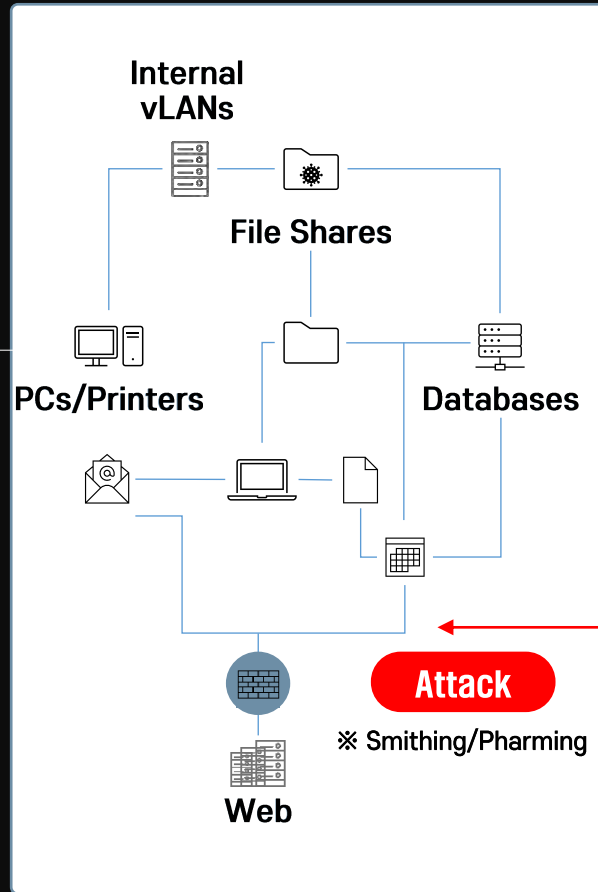 Internal
vLANs
File Shares
PCs/Printers
Databases
@
Attack
※ Smithing/Pharming
Web